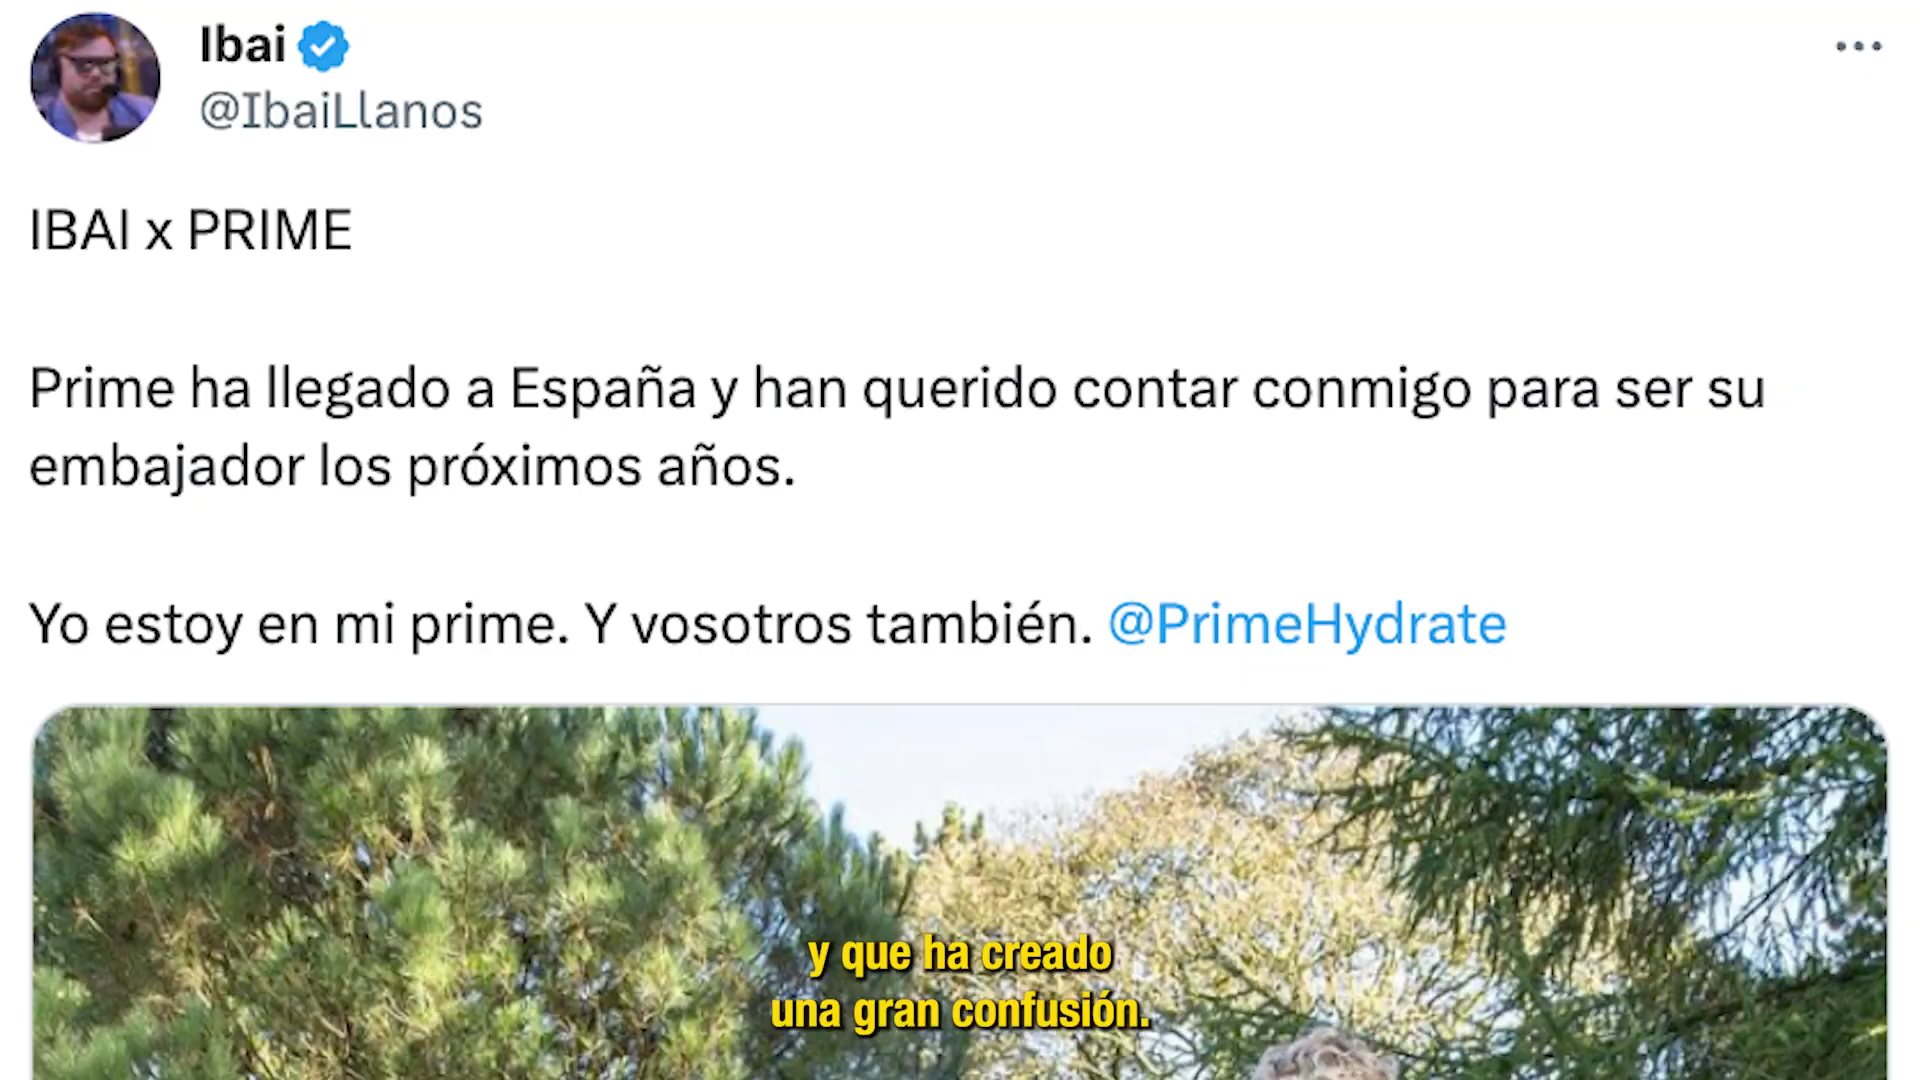 Ibai
@IbaiLlanos
IBAI x PRIME
Prime ha llegado a España y han querido contar conmigo para ser su
embajador los próximos años.
Yo estoy en mi prime. Y vosotros también. @PrimeHydrate
y que ha creado
una gran confusión.